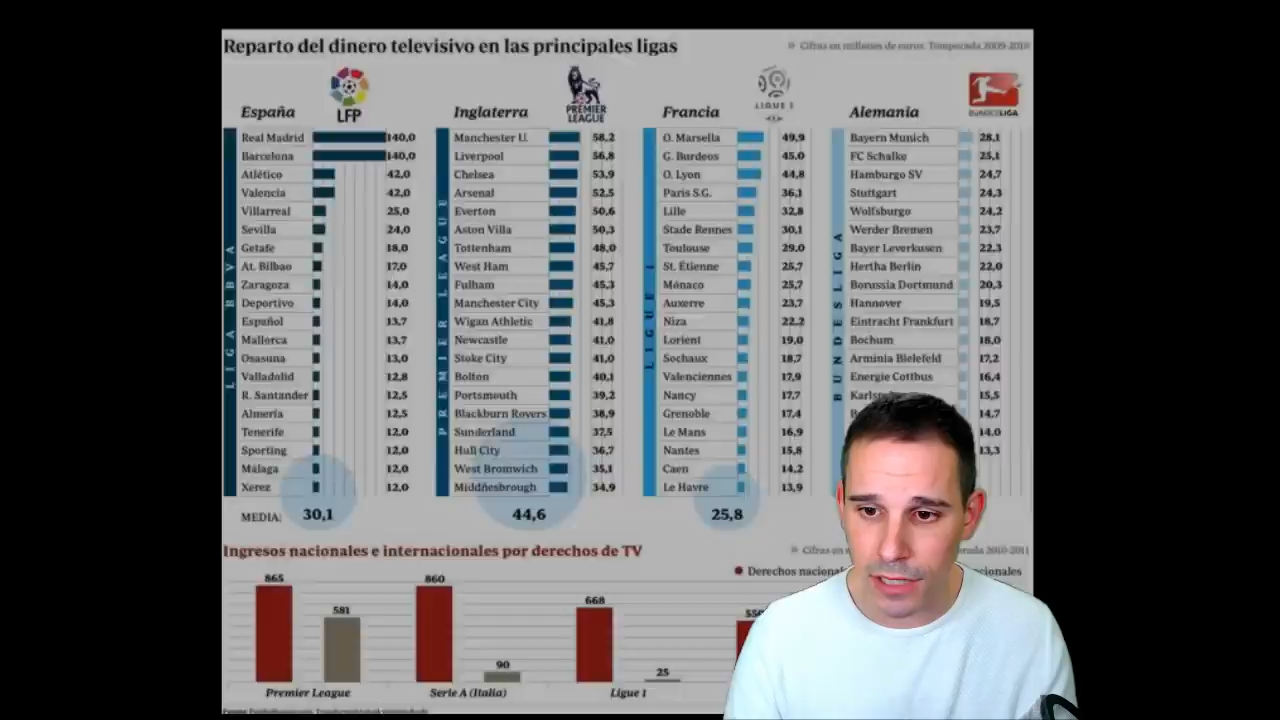 Reparto del dinero televisivo en las principales ligas
» Cifras en millones de euros. Temporada 2009-2010
España
LFP
Inglaterra
PREMIER LEAGUE
Francia
LIGUE 1
Alemania
BUNDESLIGA
LIGA BBVA
Real Madrid 140,0
Barcelona 140,0
Atlético 42,0
Valencia 42,0
Villarreal 25,0
Sevilla 24,0
Getafe 18,0
At. Bilbao 17,0
Zaragoza 14,0
Deportivo 14,0
Español 13,7
Mallorca 13,7
Osasuna 13,0
Valladolid 12,8
R. Santander 12,5
Almería 12,5
Tenerife 12,0
Sporting 12,0
Málaga 12,0
Xerez 12,0
MEDIA: 30,1
PREMIER LEAGUE
Manchester U. 58,2
Liverpool 56,8
Chelsea 53,9
Arsenal 52,5
Everton 50,6
Aston Villa 50,3
Tottenham 48,0
West Ham 45,7
Fulham 45,3
Manchester City 45,3
Wigan Athletic 41,8
Newcastle 41,0
Stoke City 41,0
Bolton 40,1
Portsmouth 39,2
Blackburn Rovers 38,9
Sunderland 37,5
Hull City 36,7
West Bromwich 35,1
Middñesbrough 34,9
44,6
LIGUE 1
O. Marsella 49,9
G. Burdeos 45,0
O. Lyon 44,8
Paris S.G. 36,1
Lille 32,8
Stade Rennes 30,1
Toulouse 29,0
St. Étienne 25,7
Mónaco 25,7
Auxerre 23,7
Niza 22,2
Lorient 19,0
Sochaux 18,7
Valenciennes 17,9
Nancy 17,7
Grenoble 17,4
Le Mans 16,9
Nantes 15,8
Caen 14,2
Le Havre 13,9
25,8
BUNDESLIGA
Bayern Munich 28,1
FC Schalke 25,1
Hamburgo SV 24,7
Stuttgart 24,3
Wolfsburgo 24,2
Werder Bremen 23,7
Bayer Leverkusen 22,3
Hertha Berlin 22,0
Borussia Dortmund 20,3
Hannover 19,5
Eintracht Frankfurt 18,7
Bochum 18,0
Arminia Bielefeld 17,2
Energie Cottbus 16,4
Karls 15,5
14,7
14,0
13,3
Ingresos nacionales e internacionales por derechos de TV
» Cifras en 2010-2011
Derechos nacional
865
581
Premier League
860
90
Serie A (Italia)
668
25
Ligue 1